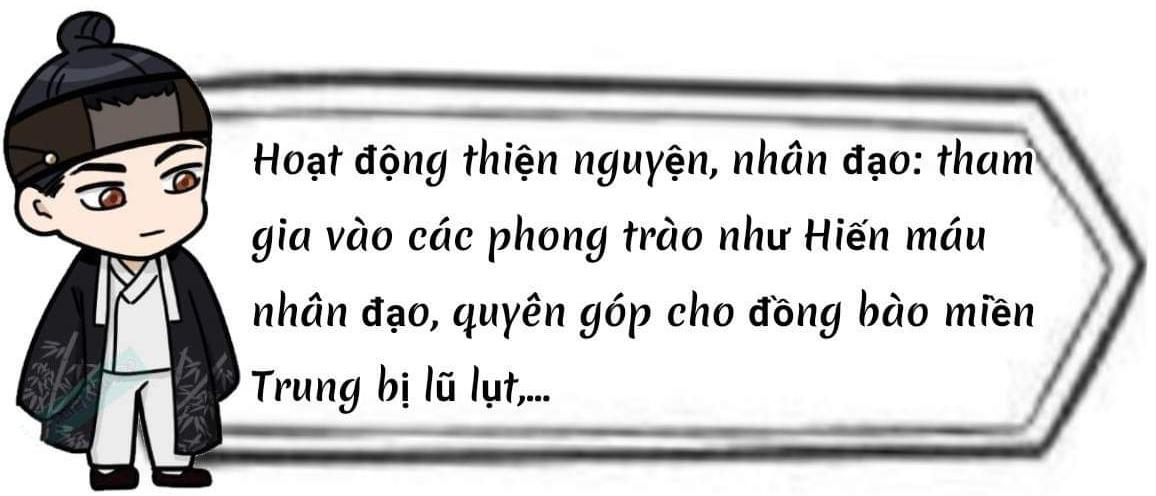 Hoạt động thiện nguyện, nhân đạo: tham
gia vào các phong trào như Hiến máu
nhân đạo, quyên góp cho đồng bào miền
Trung bị lũ lụt,...